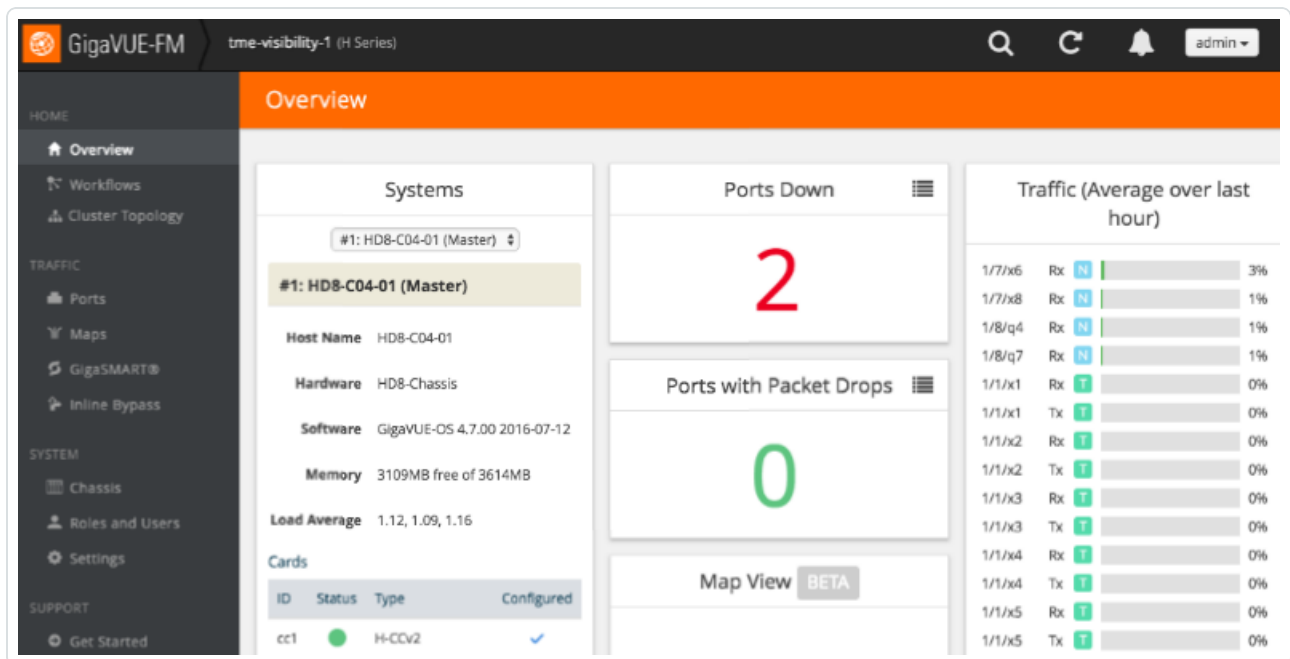 GigaVUE-FM
tme-visibility-1 (H Series)
admin
HOME
Overview
Workflows
Cluster Topology
TRAFFIC
Ports
Maps
GigaSMART®
Inline Bypass
SYSTEM
Chassis
Roles and Users
Settings
SUPPORT
Get Started
Overview
Systems
#1: HD8-C04-01 (Master)
#1: HD8-C04-01 (Master)
Host Name HD8-C04-01
Hardware HD8-Chassis
Software GigaVUE-OS 4.7.00 2016-07-12
Memory 3109MB free of 3614MB
Load Average 1.12, 1.09, 1.16
Cards
ID Status Type Configured
cc1 H-CCv2
Ports Down
2
Ports with Packet Drops
0
Map View BETA
Traffic (Average over last
hour)
1/7/x6 Rx N 3%
1/7/x8 Rx N 1%
1/8/q4 Rx N 1%
1/8/q7 Rx N 1%
1/1/x1 Rx T 0%
1/1/x1 Tx T 0%
1/1/x2 Rx T 0%
1/1/x2 Tx T 0%
1/1/x3 Rx T 0%
1/1/x3 Tx T 0%
1/1/x4 Rx T 0%
1/1/x4 Tx T 0%
1/1/x5 Rx T 0%
1/1/x5 Tx T 0%